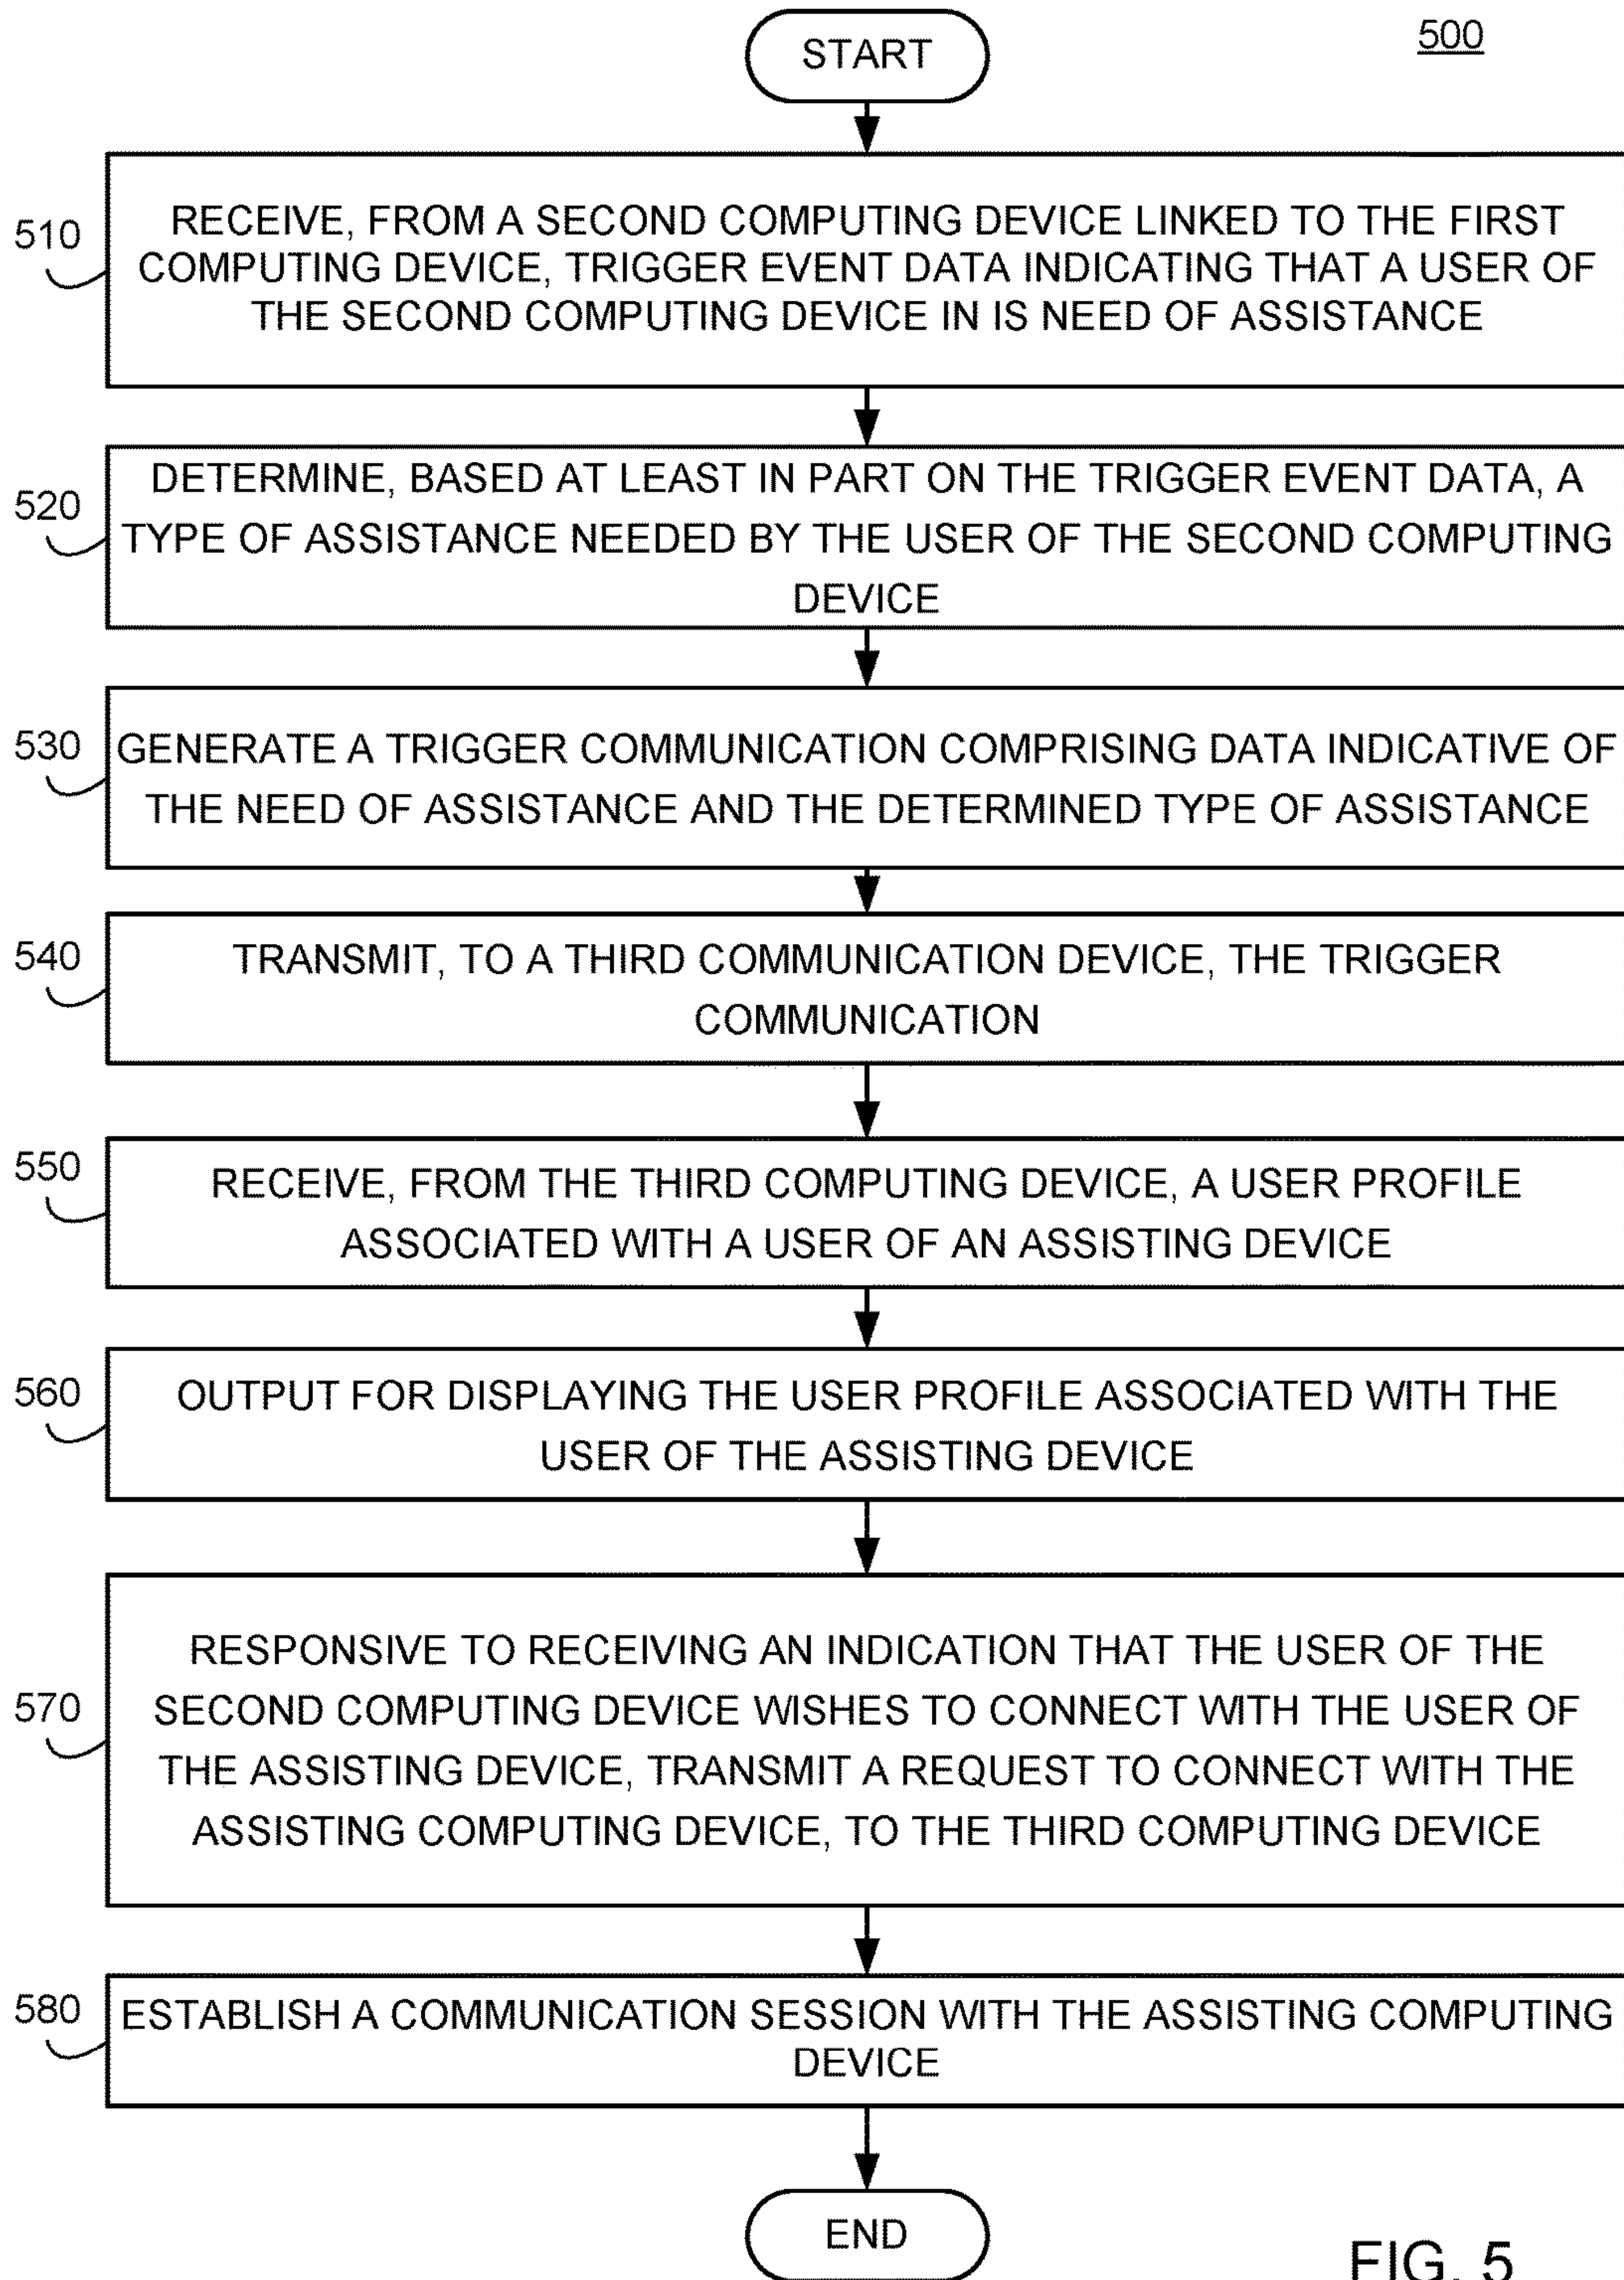 500
START
510
RECEIVE, FROM A SECOND COMPUTING DEVICE LINKED TO THE FIRST
COMPUTING DEVICE, TRIGGER EVENT DATA INDICATING THAT A USER OF
THE SECOND COMPUTING DEVICE IN IS NEED OF ASSISTANCE
520
DETERMINE, BASED AT LEAST IN PART ON THE TRIGGER EVENT DATA, A
TYPE OF ASSISTANCE NEEDED BY THE USER OF THE SECOND COMPUTING
DEVICE
530
GENERATE A TRIGGER COMMUNICATION COMPRISING DATA INDICATIVE OF
THE NEED OF ASSISTANCE AND THE DETERMINED TYPE OF ASSISTANCE
540
TRANSMIT, TO A THIRD COMMUNICATION DEVICE, THE TRIGGER
COMMUNICATION
550
RECEIVE, FROM THE THIRD COMPUTING DEVICE, A USER PROFILE
ASSOCIATED WITH A USER OF AN ASSISTING DEVICE
560
OUTPUT FOR DISPLAYING THE USER PROFILE ASSOCIATED WITH THE
USER OF THE ASSISTING DEVICE
570
RESPONSIVE TO RECEIVING AN INDICATION THAT THE USER OF THE
SECOND COMPUTING DEVICE WISHES TO CONNECT WITH THE USER OF
THE ASSISTING DEVICE, TRANSMIT A REQUEST TO CONNECT WITH THE
ASSISTING COMPUTING DEVICE, TO THE THIRD COMPUTING DEVICE
580
ESTABLISH A COMMUNICATION SESSION WITH THE ASSISTING COMPUTING
DEVICE
END
FIG. 5